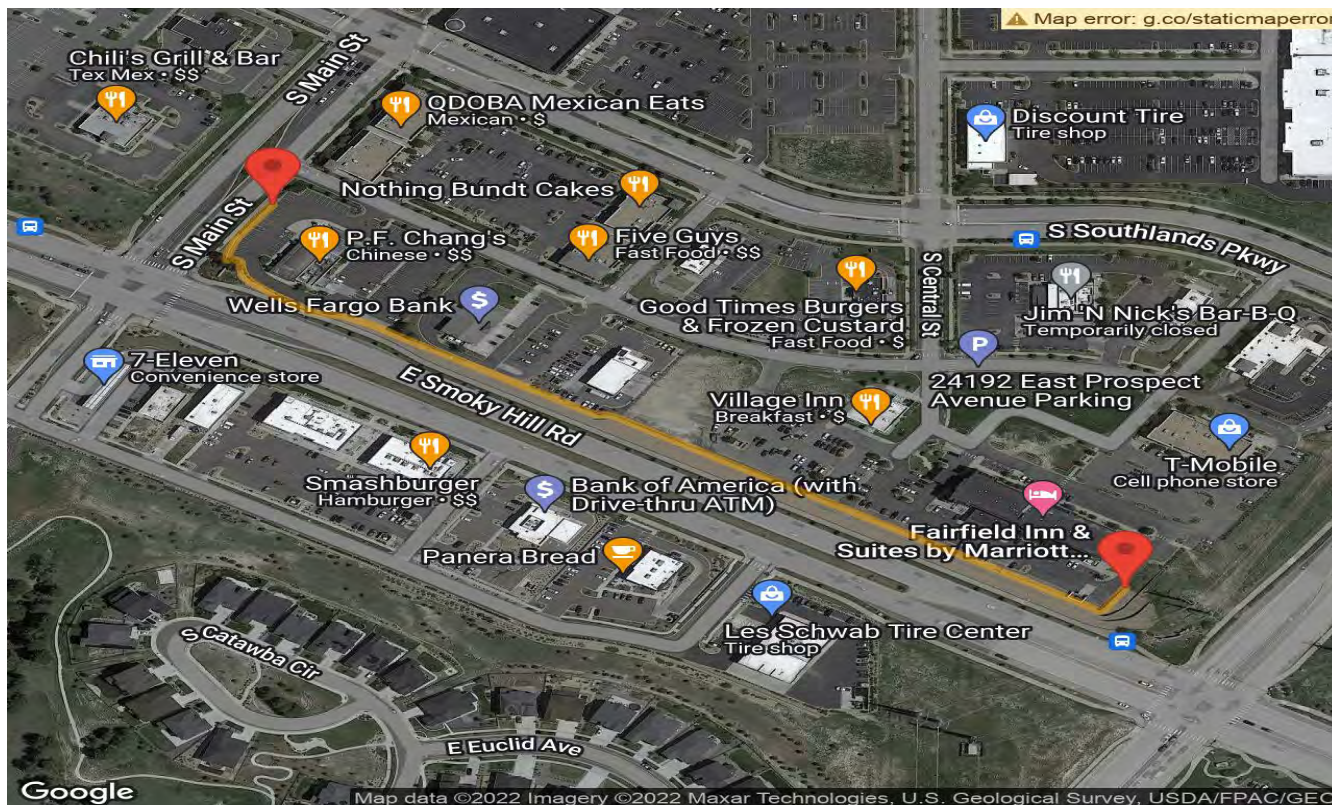 Map error: g.co/staticmaperror
Chili's Grill & Bar
Tex Mex • $$
S Main St
QDOBA Mexican Eats
Mexican • $
Discount Tire
Tire shop
Nothing Bundt Cakes
S Main St
P.F. Chang's
Chinese • $$
Five Guys
Fast Food • $$
S Southlands Pkwy
S Central St
Wells Fargo Bank
Good Times Burgers
& Frozen Custard
Fast Food • $
Jim 'N Nick's Bar-B-Q
Temporarily closed
7-Eleven
Convenience store
E Smoky Hill Rd
24192 East Prospect
Avenue Parking
Village Inn
Breakfast • $
T-Mobile
Cell phone store
Smashburger
Hamburger • $$
Bank of America (with
Drive-thru ATM)
Fairfield Inn &
Suites by Marriott...
Panera Bread
Les Schwab Tire Center
Tire shop
S Catawba Cir
E Euclid Ave
Google
Map data ©2022 Imagery ©2022 Maxar Technologies, U.S. Geological Survey, USDA/FPAC/GEO